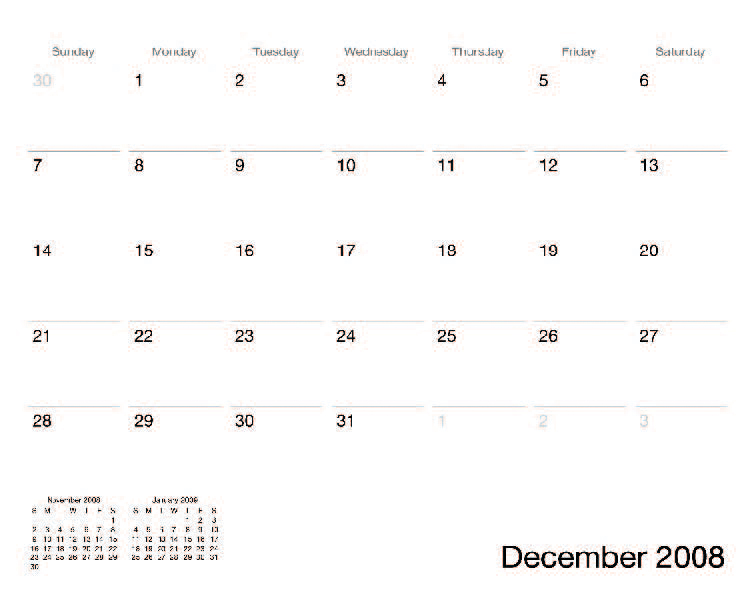 Sunday Monday Tuesday Wednesday Thursday Friday Saturday
30 1 2 3 4 5 6
7 8 9 10 11 12 13
14 15 16 17 18 19 20
21 22 23 24 25 26 27
28 29 30 31 1 2 3
November 2008
S M W T F S
1
2 3 4 5 6 7 8
9 10 11 12 13 14 15
16 17 18 19 20 21 22
23 24 25 26 27 28 29
30
January 2009
S M T W T F S
1 2 3
4 5 6 7 8 9 10
11 12 13 14 15 16 17
18 19 20 21 22 23 24
25 26 27 28 29 30 31
December 2008